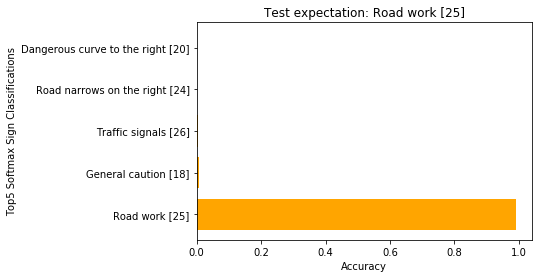 Test expectation: Road work [25]
Top5 Softmax Sign Classifications
Dangerous curve to the right [20]
Road narrows on the right [24]
Traffic signals [26]
General caution [18]
Road work [25]
0.0 0.2 0.4 0.6 0.8 1.0
Accuracy